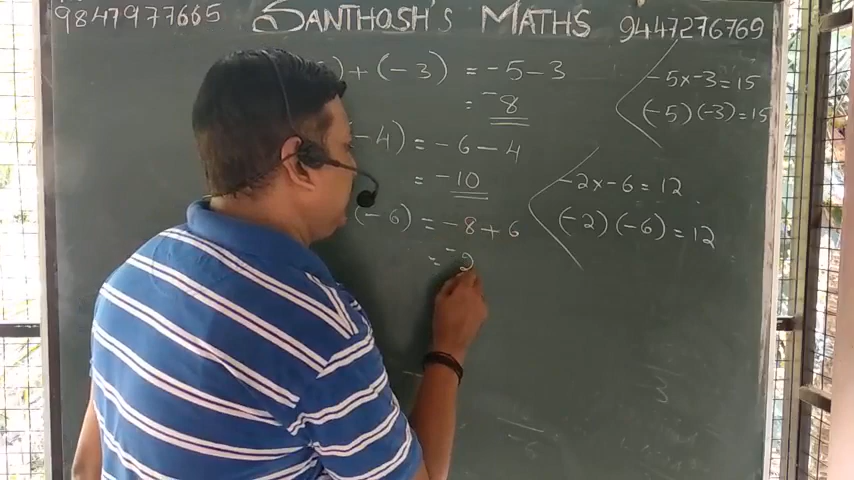 9847977665 SANTHOSH'S MATHS 9447276769
) + (-3) = -5 - 3
= -8
-4) = -6 - 4
= -10
(-6) = -8 + 6
= -2
-5 x -3 = 15
(-5) (-3) = 15
-2 x -6 = 12
(-2) (-6) = 12